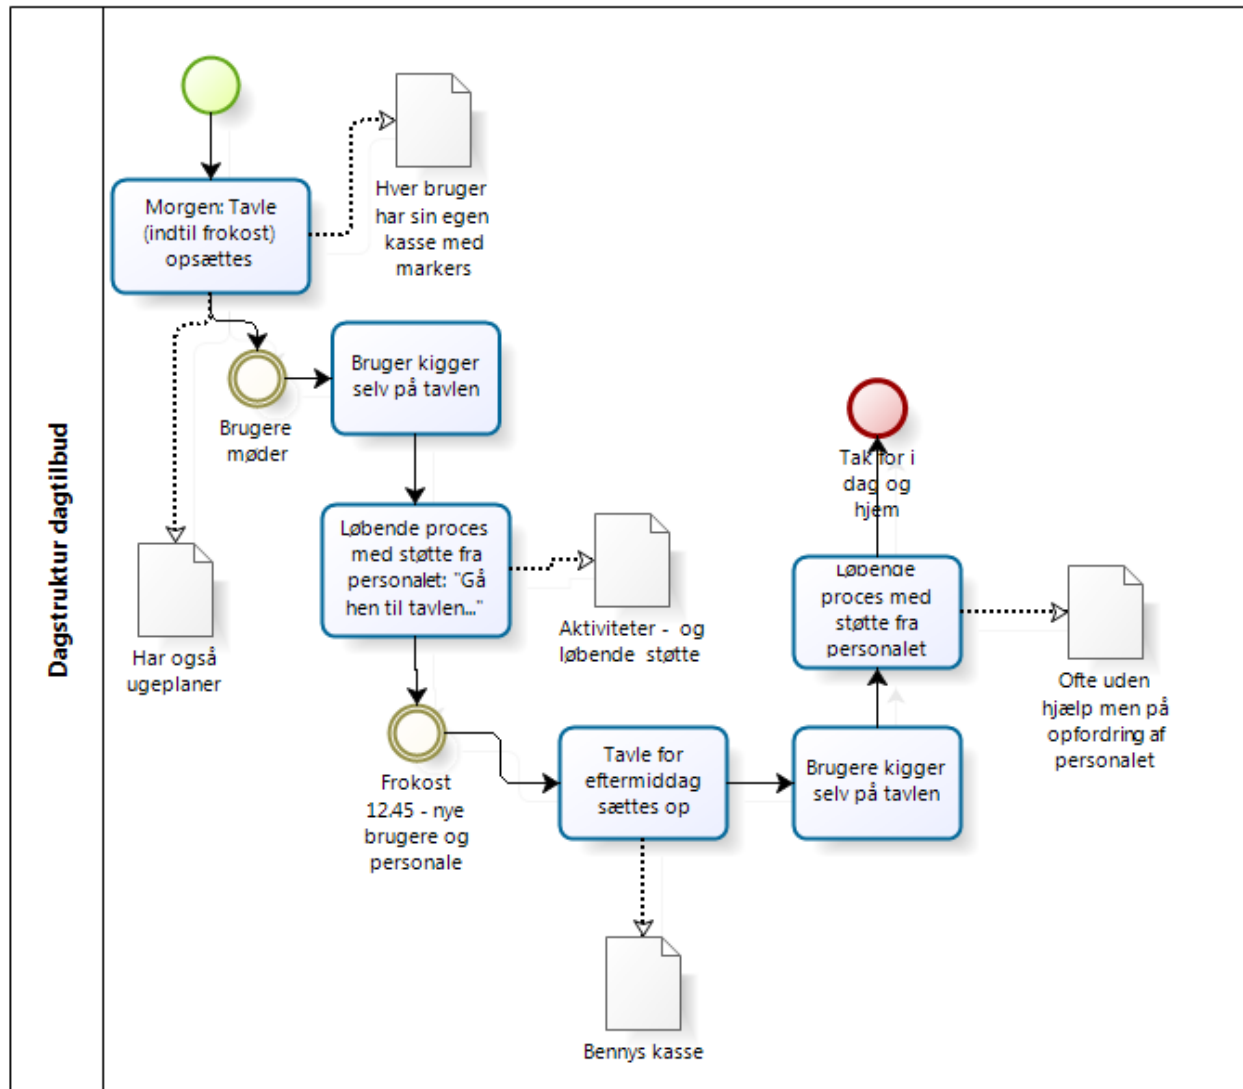 Dagstruktur dagtilbud
Morgen: Tavle
(indtil frokost)
opsættes
Hver bruger
har sin egen
kasse med
markers
Brugere
møder
Bruger kigger
selv på tavlen
Har også
ugeplaner
Løbende proces
med støtte fra
personalet: "Gå
hen til tavlen..."
Aktiviteter - og
løbende støtte
Frokost
12.45 - nye
brugere og
personale
Tavle for
eftermiddag
sættes op
Bennys kasse
Brugere kigger
selv på tavlen
Løbende
proces med
støtte fra
personalet
Ofte uden
hjælp men på
opfordring af
personalet
Tak for i
dag og
hjem